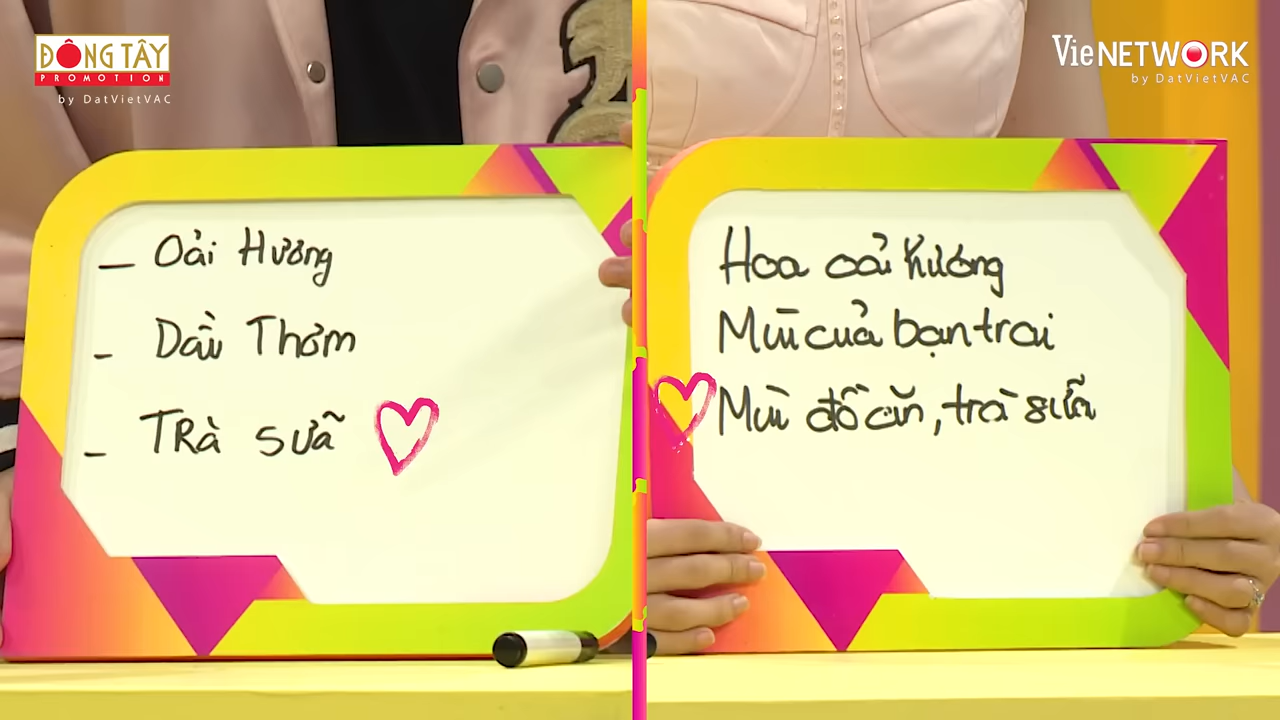 ĐÔNG TÂY
PROMOTION
by DatVietVAC
VieNETWORK
by DatVietVAC
– Oải Hương
– Dầu Thơm
– TRà sữa
Hoa oải hương
Mùi của bạn trai
Mùi đồ ăn, trà sữa